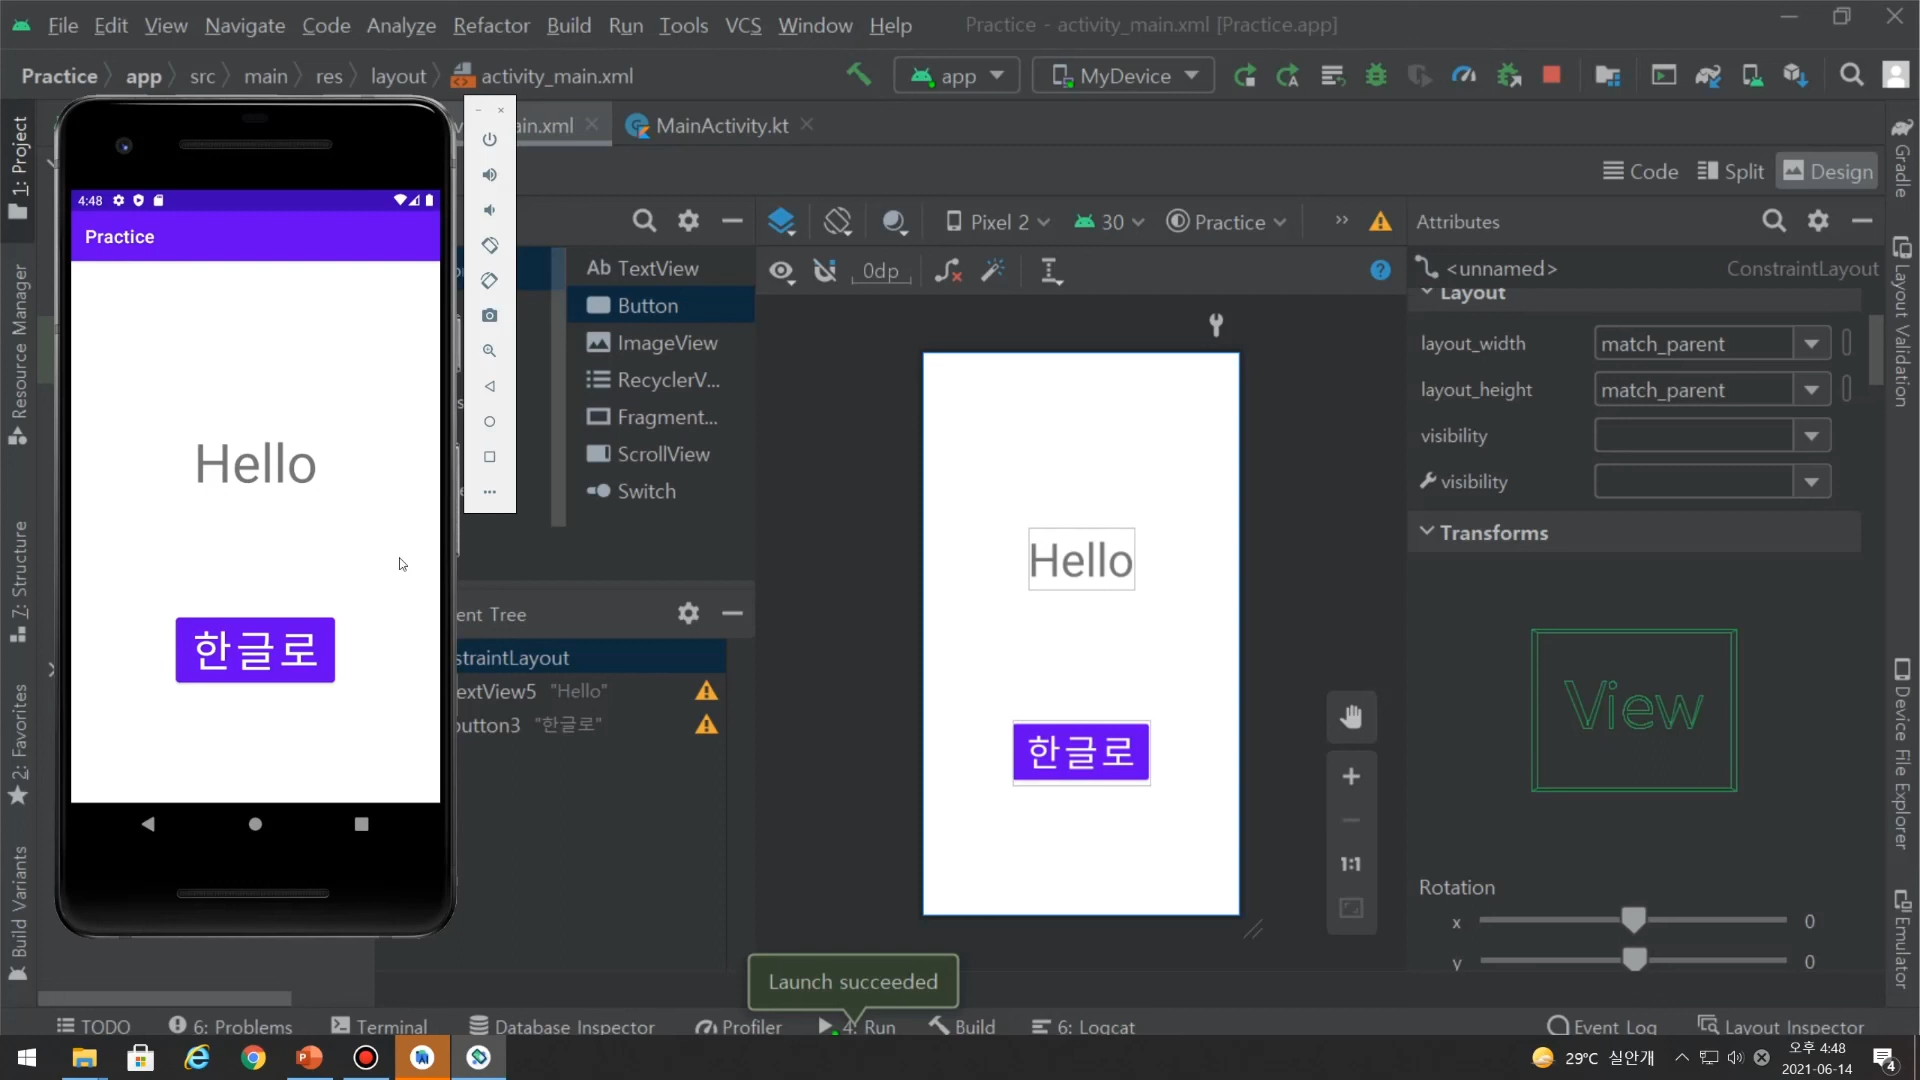 File Edit View Navigate Code Analyze Refactor Build Run Tools VCS Window Help Practice - activity_main.xml [Practice.app]
Practice app src main res layout activity_main.xml app MyDevice
ain.xml MainActivity.kt
Code Split Design
Pixel 2 30 Practice Attributes
0dp <unnamed> ConstraintLayout
Ab TextView
Button
ImageView
RecyclerV...
Fragment...
ScrollView
Switch
Layout
layout_width match_parent
layout_height match_parent
visibility
visibility
Transforms
View
Rotation
x 0
y 0
4:48
Practice
Hello
한글로
ent Tree
straintLayout
extView5 "Hello"
button3 "한글로"
Hello
한글로
1:1
Launch succeeded
1: Project
Resource Manager
7: Structure
2: Favorites
Build Variants
Gradle
Layout Validation
Device File Explorer
Emulator
TODO 6: Problems Terminal Database Inspector Profiler 4: Run Build 6: Logcat Event Log Layout Inspector
29°C 실안개 오후 4:48
2021-06-14
4